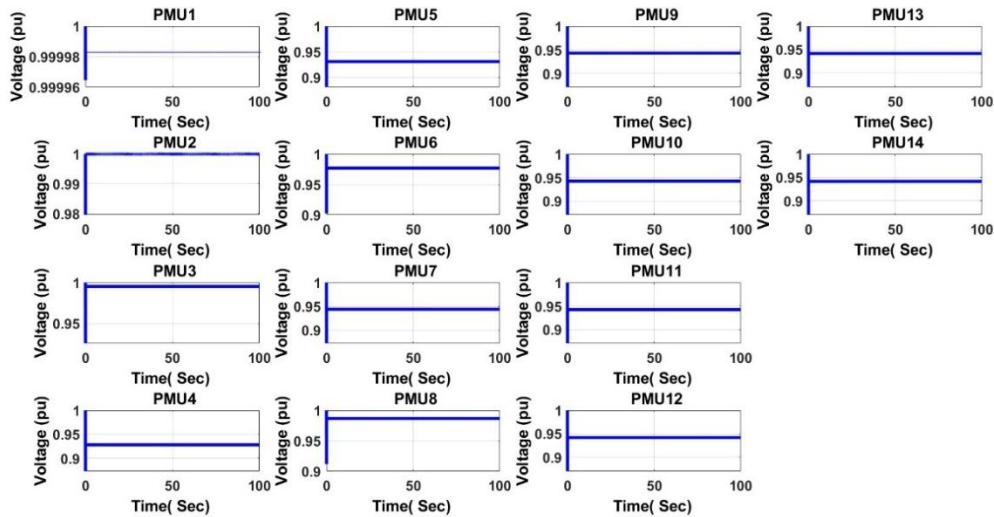 PMU1
Voltage (pu)
1
0.99998
0.99996
0
50
100
Time( Sec)
PMU2
Voltage (pu)
1
0.99
0.98
0
50
100
Time( Sec)
PMU3
Voltage (pu)
1
0.95
0
50
100
Time( Sec)
PMU4
Voltage (pu)
1
0.95
0.9
0
50
100
Time( Sec)
PMU5
Voltage (pu)
1
0.95
0.9
0
50
100
Time( Sec)
PMU6
Voltage (pu)
1
0.95
0.9
0
50
100
Time( Sec)
PMU7
Voltage (pu)
1
0.95
0.9
0
50
100
Time( Sec)
PMU8
Voltage (pu)
1
0.95
0.9
0
50
100
Time( Sec)
PMU9
Voltage (pu)
1
0.95
0.9
0
50
100
Time( Sec)
PMU10
Voltage (pu)
1
0.95
0.9
0
50
100
Time( Sec)
PMU11
Voltage (pu)
1
0.95
0.9
0
50
100
Time( Sec)
PMU12
Voltage (pu)
1
0.95
0.9
0
50
100
Time( Sec)
PMU13
Voltage (pu)
1
0.95
0.9
0
50
100
Time( Sec)
PMU14
Voltage (pu)
1
0.95
0.9
0
50
100
Time( Sec)